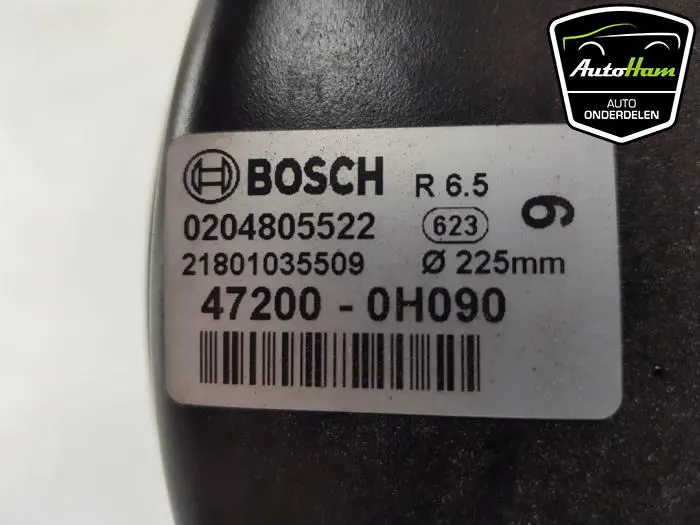 AutoHam
AUTO
ONDERDELEN
BOSCH R 6.5
0204805522 623 9
21801035509 Ø 225mm
47200 - 0H090